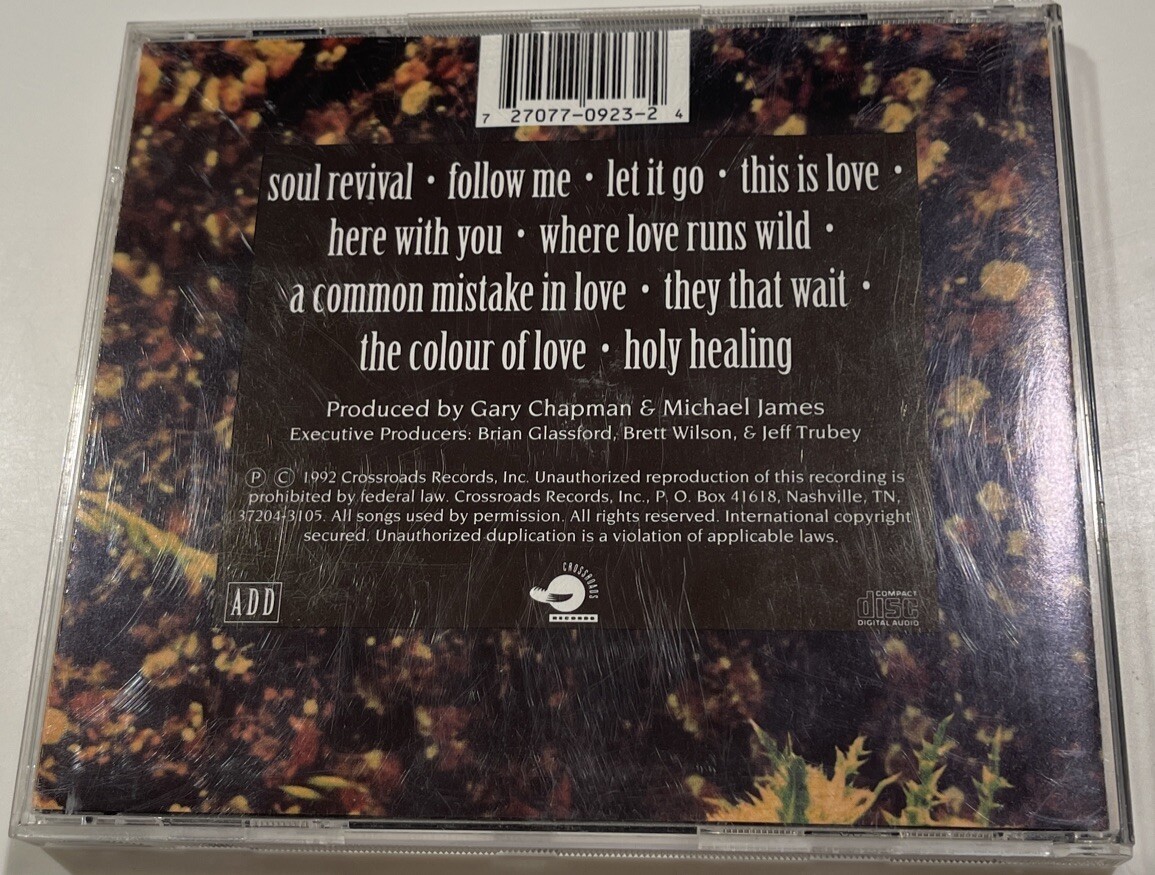 7 27077-0923-2 4
soul revival • follow me • let it go • this is love •
here with you • where love runs wild •
a common mistake in love • they that wait •
the colour of love • holy healing
Produced by Gary Chapman & Michael James
Executive Producers: Brian Glassford, Brett Wilson, & Jeff Trubey
Ⓟ © 1992 Crossroads Records, Inc. Unauthorized reproduction of this recording is
prohibited by federal law. Crossroads Records, Inc., P. O. Box 41618, Nashville, TN,
37204-3105. All songs used by permission. All rights reserved. International copyright
secured. Unauthorized duplication is a violation of applicable laws.
ADD
CROSSROADS
RECORDS
COMPACT
disc
DIGITAL AUDIO